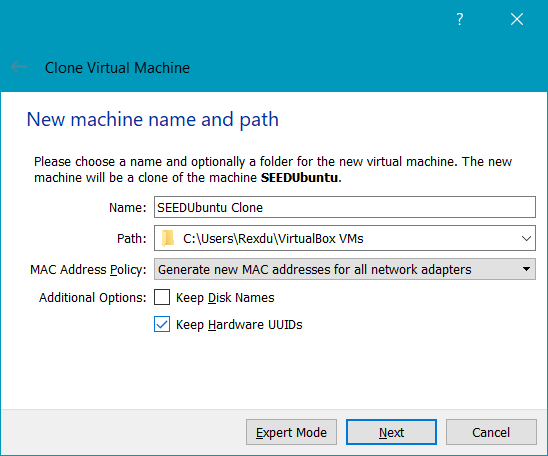 ?
Clone Virtual Machine
New machine name and path
Please choose a name and optionally a folder for the new virtual machine. The new
machine will be a clone of the machine SEEDUbuntu.
Name: SEEDUbuntu Clone
Path: C:\Users\Rexdu\VirtualBox VMs
MAC Address Policy: Generate new MAC addresses for all network adapters
Additional Options: Keep Disk Names
Keep Hardware UUIDs
Expert Mode Next Cancel